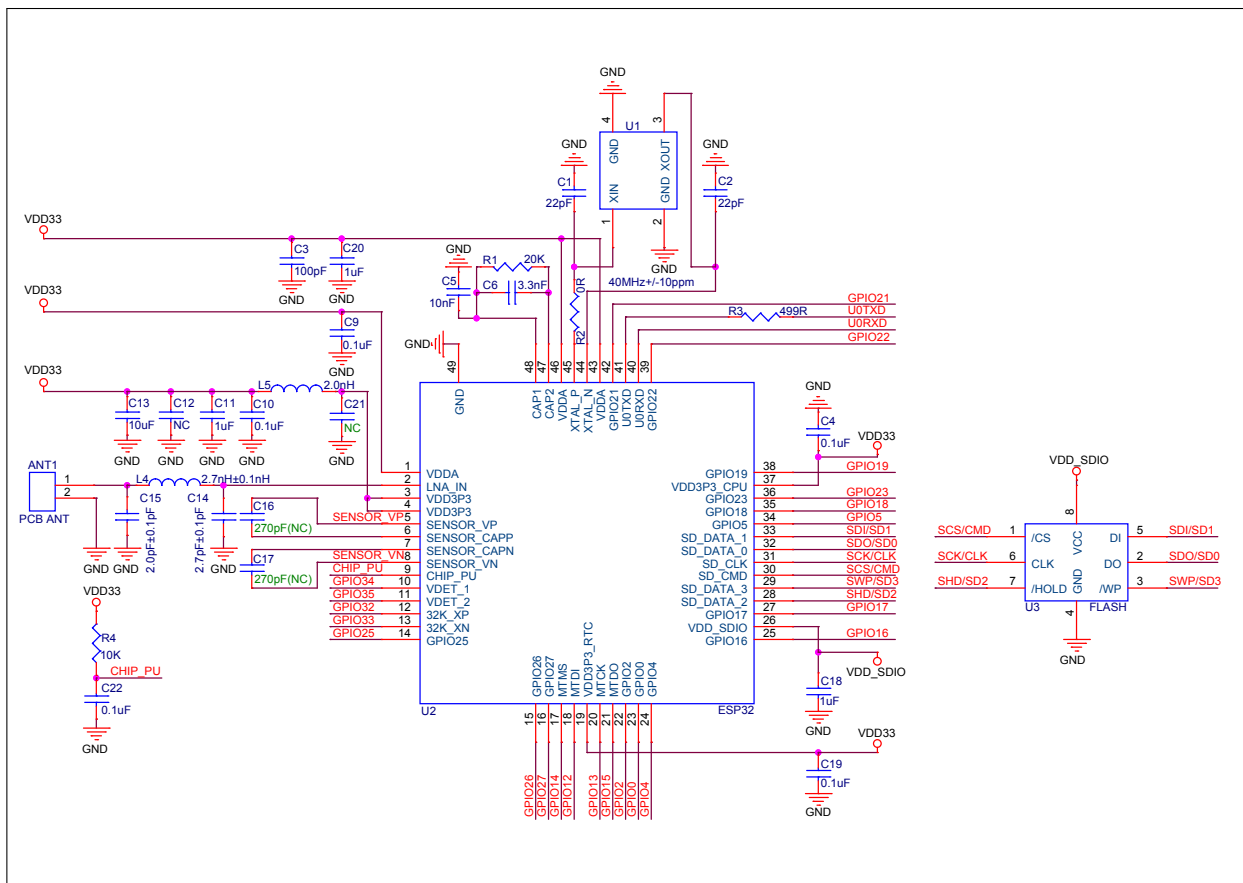 GND
4
3
U1
GND
XOUT
XIN
GND
1
2
GND
C1
22pF
GND
C2
22pF
GND
40MHz+/-10ppm
VDD33
C3
100pF
GND
C20
1uF
GND
GND
C5
10nF
R1
20K
C6
3.3nF
0R
R2
R3
499R
GPIO21
U0TXD
U0RXD
GPIO22
VDD33
C9
0.1uF
GND
GND
49
48
47
46
45
44
43
42
41
40
39
GND
CAP1
CAP2
VDDA
XTAL_P
XTAL_N
VDDA
GPIO21
U0TXD
U0RXD
GPIO22
VDD33
L5
2.0nH
C13
10uF
GND
C12
NC
GND
C11
1uF
GND
C10
0.1uF
GND
C21
NC
GND
ANT1
1
2
PCB ANT
GND
L4
2.7nH±0.1nH
C15
2.0pF±0.1pF
GND
C14
2.7pF±0.1pF
GND
C16
270pF(NC)
C17
270pF(NC)
SENSOR_VP
SENSOR_VN
CHIP_PU
GPIO34
GPIO35
GPIO32
GPIO33
GPIO25
1 VDDA
2 LNA_IN
3 VDD3P3
4 VDD3P3
5 SENSOR_VP
6 SENSOR_CAPP
7 SENSOR_CAPN
8 SENSOR_VN
9 CHIP_PU
10 VDET_1
11 VDET_2
12 32K_XP
13 32K_XN
14 GPIO25
VDD33
R4
10K
CHIP_PU
C22
0.1uF
GND
GND
C4
0.1uF
VDD33
GPIO19 38 GPIO19
VDD3P3_CPU 37
GPIO23 36 GPIO23
GPIO18 35 GPIO18
GPIO5 34 GPIO5
SD_DATA_1 33 SDI/SD1
SD_DATA_0 32 SDO/SD0
SD_CLK 31 SCK/CLK
SD_CMD 30 SCS/CMD
SD_DATA_3 29 SWP/SD3
SD_DATA_2 28 SHD/SD2
GPIO17 27 GPIO17
VDD_SDIO 26
GPIO16 25 GPIO16
VDD_SDIO
C18
1uF
GND
GPIO26
GPIO27
MTMS
MTDI
VDD3P3_RTC
MTCK
MTDO
GPIO2
GPIO0
GPIO4
U2
ESP32
15
16
17
18
19
20
21
22
23
24
GPIO26
GPIO27
GPIO14
GPIO12
GPIO13
GPIO15
GPIO2
GPIO0
GPIO4
VDD33
C19
0.1uF
GND
VDD_SDIO
8
SCS/CMD 1 /CS
VCC
DI 5 SDI/SD1
SCK/CLK 6 CLK
DO 2 SDO/SD0
SHD/SD2 7 /HOLD
GND
/WP 3 SWP/SD3
U3
4
FLASH
GND